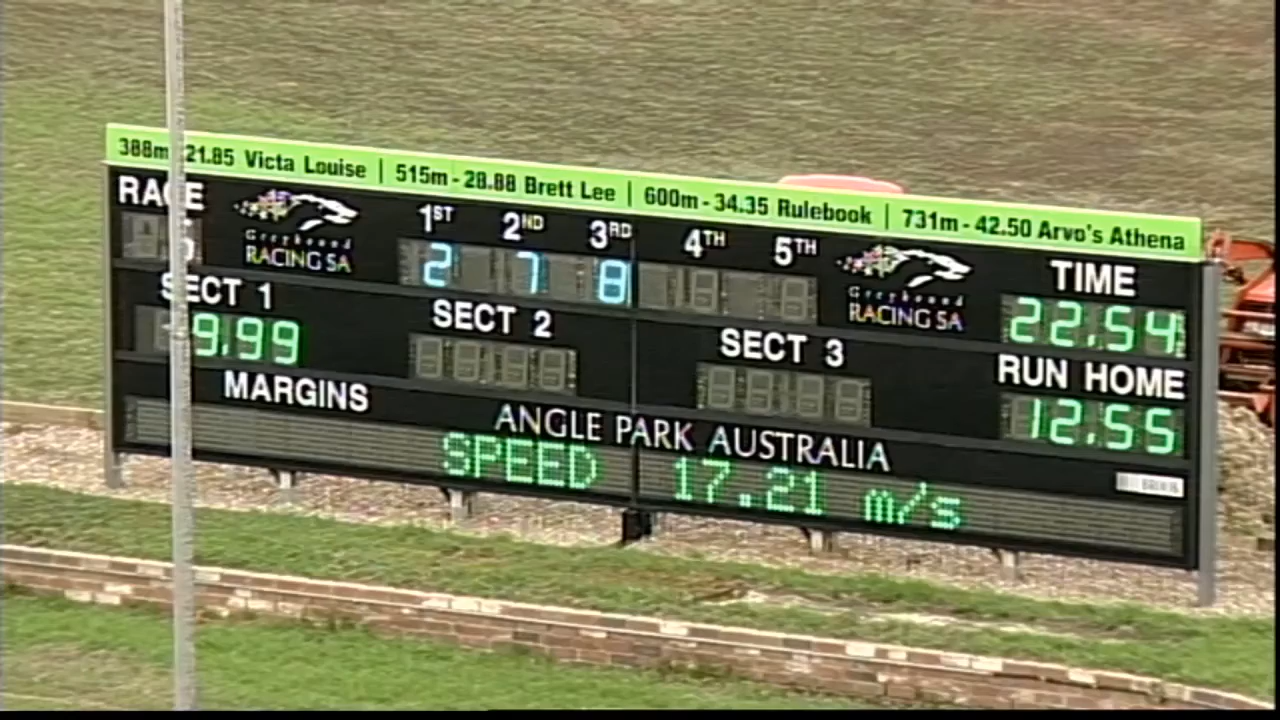 388m 21.85 Victa Louise | 515m - 28.88 Brett Lee | 600m - 34.35 Rulebook | 731m - 42.50 Arvo's Athena
RACE
Greyhound
RACING SA
1ST 2ND 3RD 4TH 5TH
2 7 8
Greyhound
RACING SA
TIME
22.54
SECT 1
9.99
SECT 2
SECT 3
RUN HOME
12.55
MARGINS
ANGLE PARK AUSTRALIA
SPEED 17.21 m/s